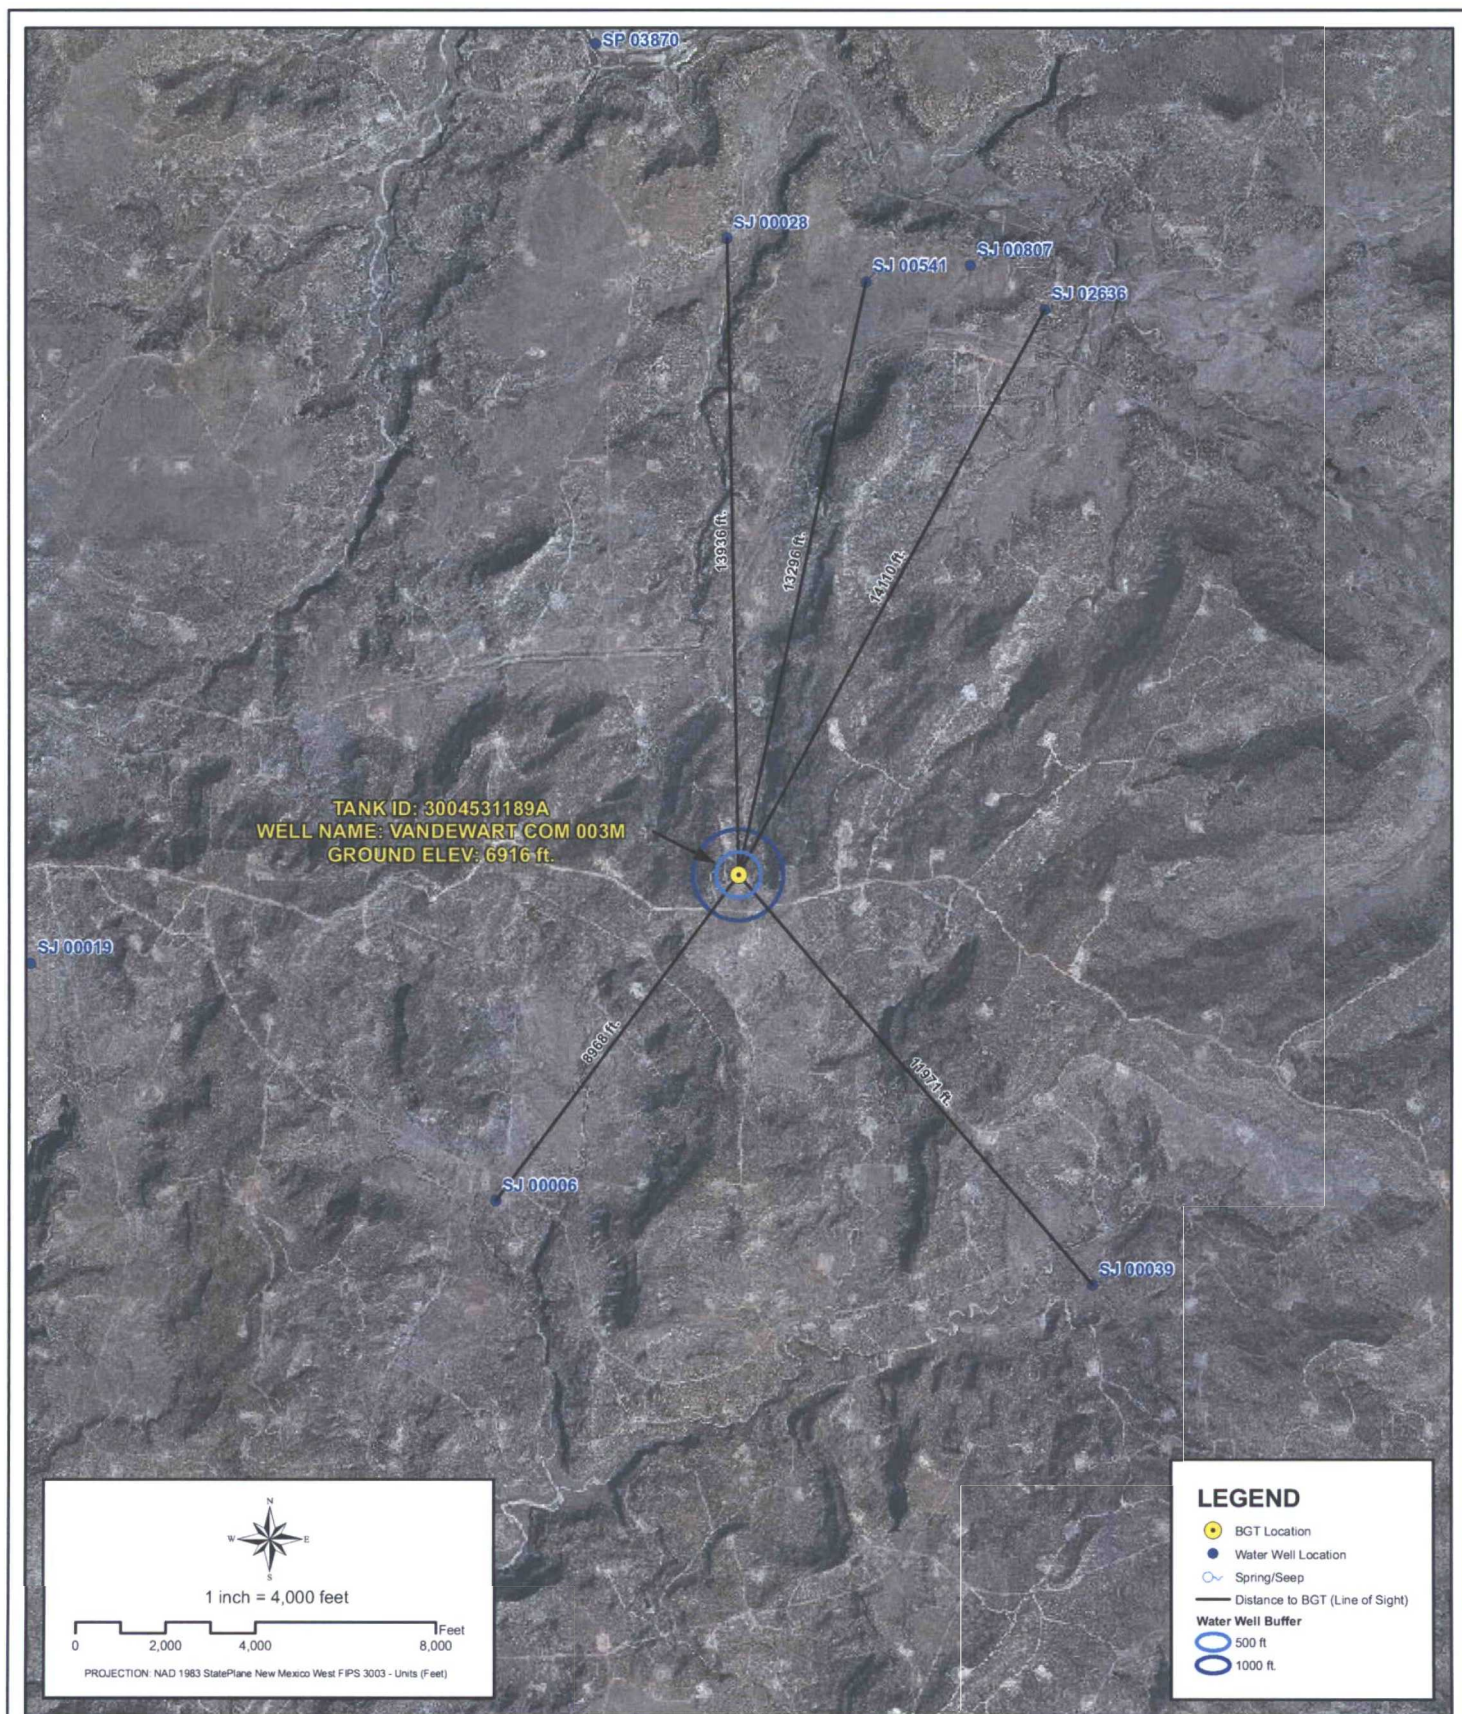 SP 03870
SJ 00028
SJ 00541
SJ 00807
SJ 02636
13936 ft.
13296 ft.
14110 ft.
TANK ID: 3004531189A
WELL NAME: VANDEWART COM 003M
GROUND ELEV: 6916 ft.
SJ 00019
8968 ft.
11971 ft.
SJ 00006
SJ 00039
N
W
E
S
1 inch = 4,000 feet
Feet
0
2,000
4,000
8,000
PROJECTION: NAD 1983 StatePlane New Mexico West FIPS 3003 - Units (Feet)
LEGEND
BGT Location
Water Well Location
Spring/Seep
Distance to BGT (Line of Sight)
Water Well Buffer
500 ft
1000 ft.